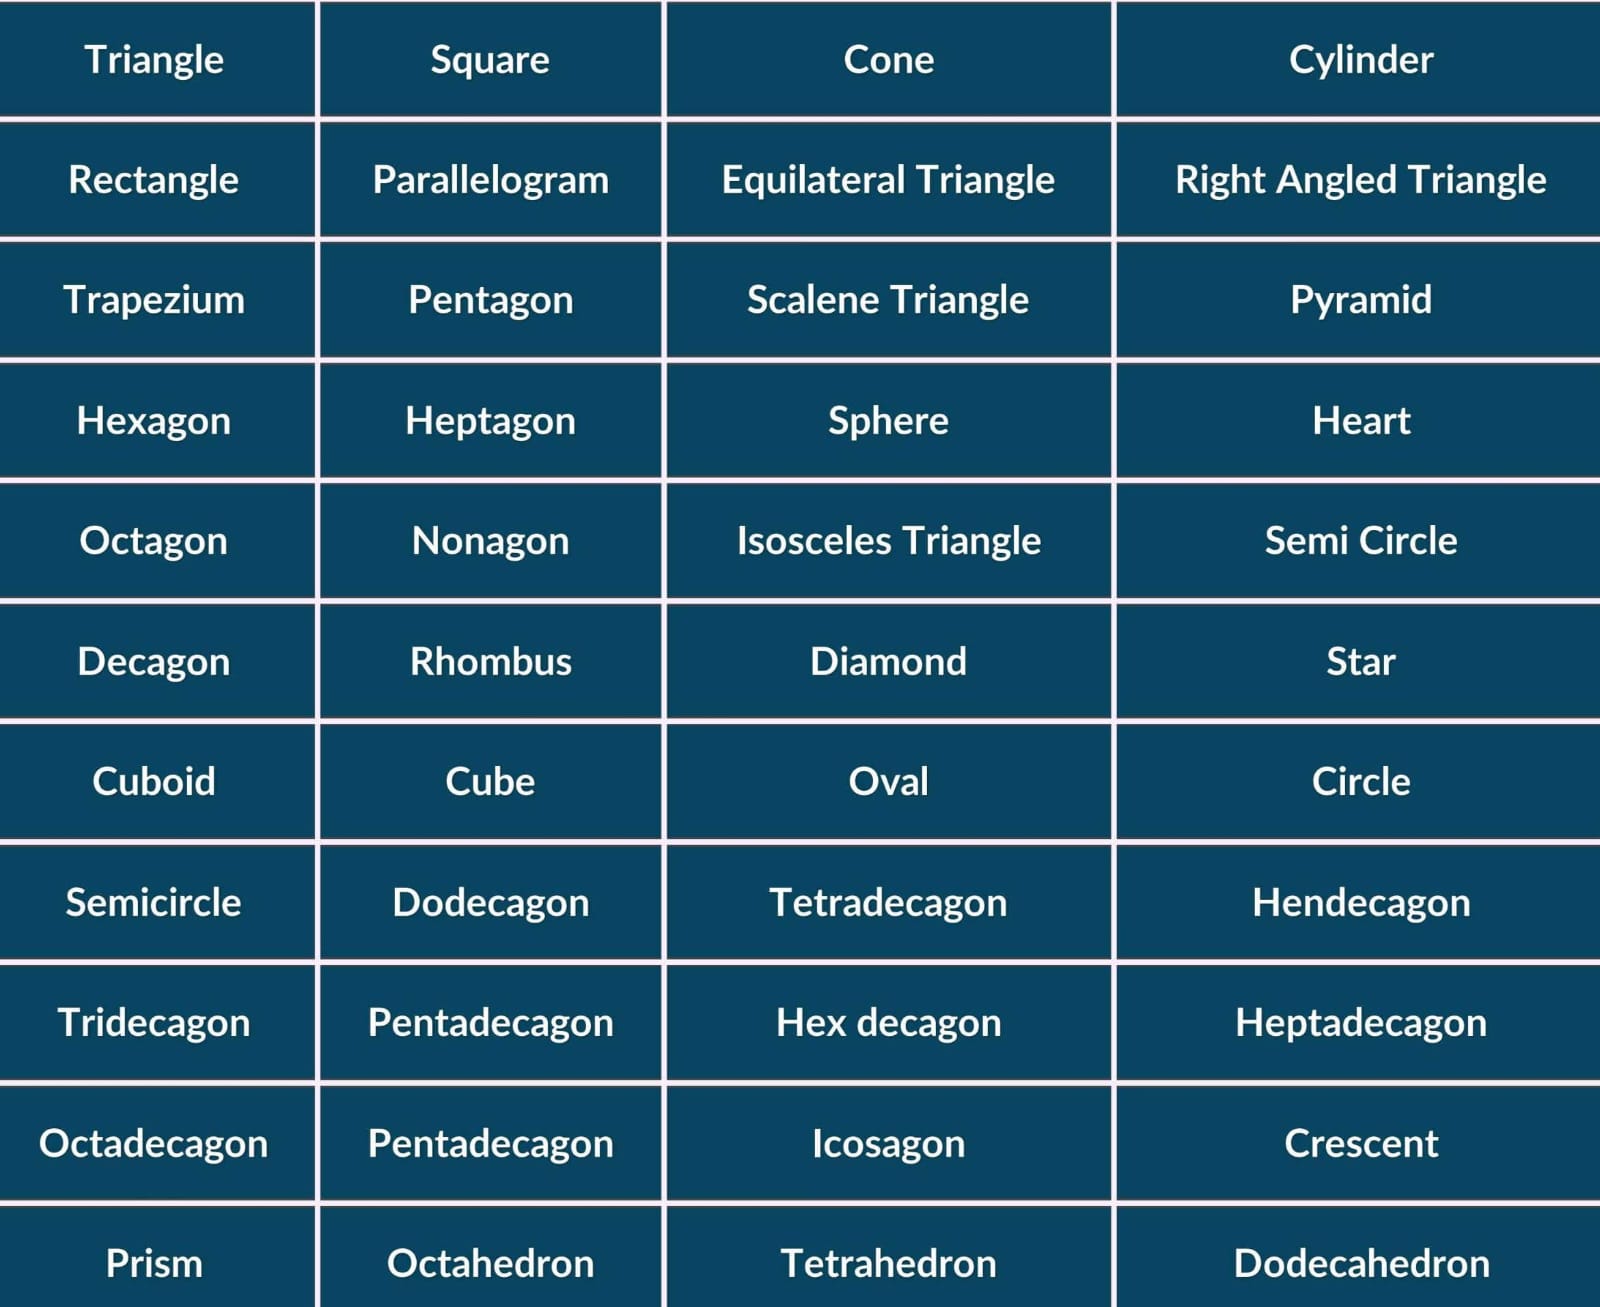 Triangle Square Cone Cylinder
Rectangle Parallelogram Equilateral Triangle Right Angled Triangle
Trapezium Pentagon Scalene Triangle Pyramid
Hexagon Heptagon Sphere Heart
Octagon Nonagon Isosceles Triangle Semi Circle
Decagon Rhombus Diamond Star
Cuboid Cube Oval Circle
Semicircle Dodecagon Tetradecagon Hendecagon
Tridecagon Pentadecagon Hex decagon Heptadecagon
Octadecagon Pentadecagon Icosagon Crescent
Prism Octahedron Tetrahedron Dodecahedron